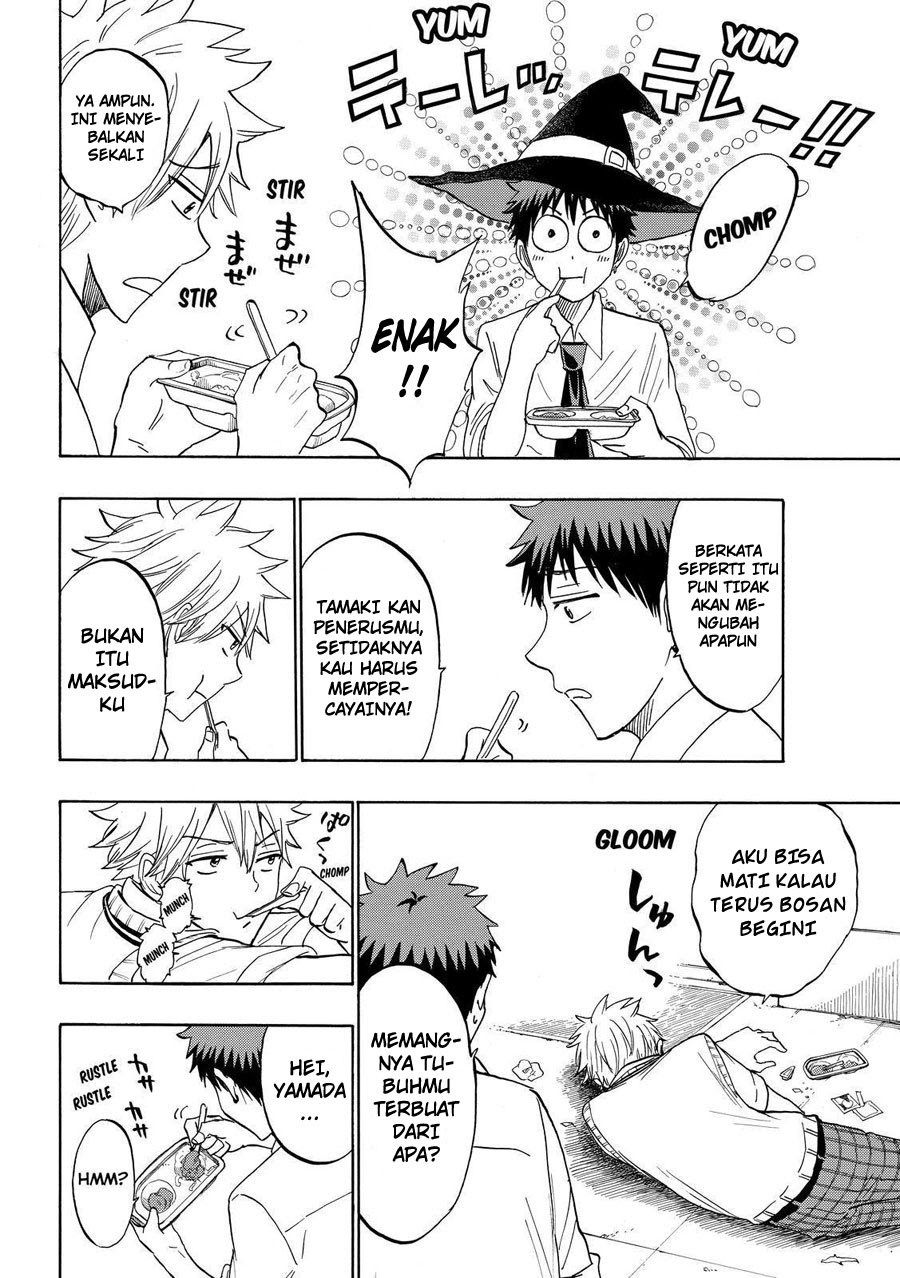 YUM
テレー!!
YUM
テーレッ、
CHOMP
ENAK
!!
YA AMPUN.
INI MENYE-
BALKAN
SEKALI
STIR
まぜ
STIR
まぜ
BERKATA
SEPERTI ITU
PUN TIDAK
AKAN ME-
NGUBAH
APAPUN
TAMAKI KAN
PENERUSMU,
SETIDAKNYA
KAU HARUS
MEMPER-
CAYAINYA!
BUKAN
ITU
MAKSUD-
KU
AKU BISA
MATI KALAU
TERUS BOSAN
BEGINI
GLOOM
しゅんっ
MEMANG-
NYA TU-
BUHMU
TERBUAT
DARI
APA?
CHOMP
MUNCH
MUNCH
HEI,
YAMADA
...
RUSTLE
RUSTLE
カサ
カサ
HMM?